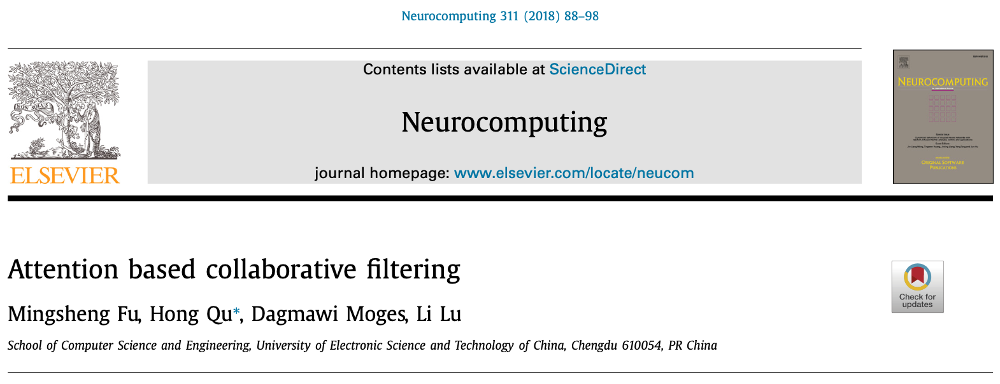 Neurocomputing 311 (2018) 88–98
Contents lists available at ScienceDirect
Neurocomputing
journal homepage: www.elsevier.com/locate/neucom
NON SOLUS
ELSEVIER
NEUROCOMPUTING
ORIGINAL SOFTWARE
PUBLICATIONS
Attention based collaborative filtering
Check for
updates
Mingsheng Fu, Hong Qu*, Dagmawi Moges, Li Lu
School of Computer Science and Engineering, University of Electronic Science and Technology of China, Chengdu 610054, PR China